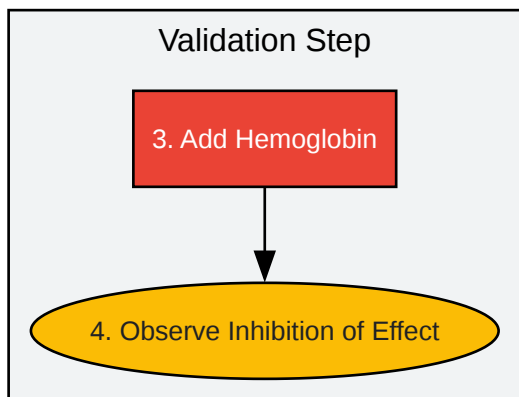 Validation Step
3. Add Hemoglobin
4. Observe Inhibition of Effect